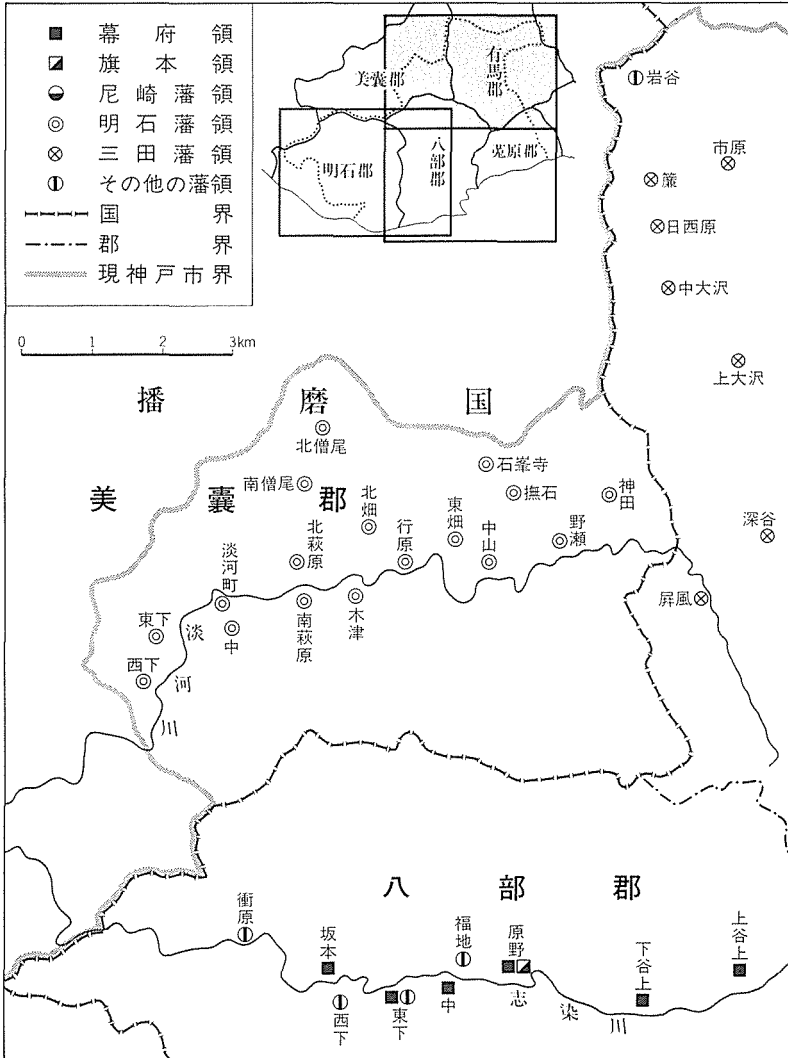 幕府領
旗本領
尼崎藩領
明石藩領
三田藩領
その他の藩領
国界
郡界
現神戸市界
美嚢郡
有馬郡
明石郡
八部郡
菟原郡
0 1 2 3km
播磨国
美嚢郡
岩谷
市原
簾
日西原
中大沢
上大沢
北僧尾
石峯寺
南僧尾
撫石
神田
北畑
東畑
野瀬
深谷
行原
中山
北萩原
淡河町
屏風
木津
南萩原
東下
中
西下
淡河川
八部郡
衝原
坂本
福地
原野
上谷上
下谷上
西下
東下
中
志染川